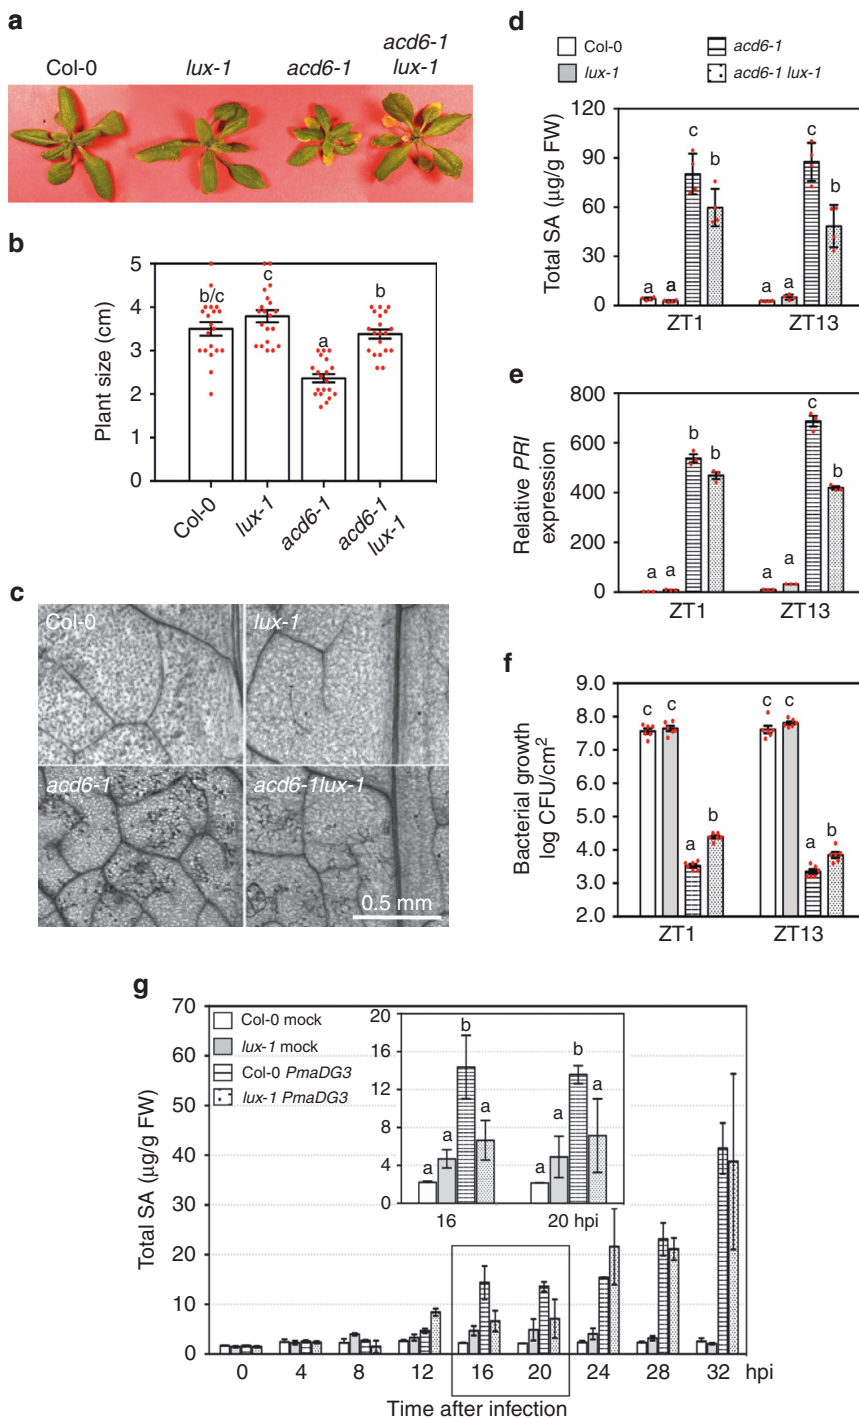 a
Col-0
lux-1
acd6-1
acd6-1
lux-1
b
Plant size (cm)
5
4
3
2
1
0
b/c
c
a
b
Col-0
lux-1
acd6-1
acd6-1
lux-1
c
Col-0
lux-1
acd6-1
acd6-1lux-1
0.5 mm
d
Col-0
lux-1
acd6-1
acd6-1 lux-1
Total SA (μg/g FW)
120
90
60
30
0
a
a
c
b
a
a
c
b
ZT1
ZT13
e
Relative PRI
expression
800
600
400
200
0
a
a
b
b
a
a
c
b
ZT1
ZT13
f
Bacterial growth
log CFU/cm²
8.0
7.0
6.0
5.0
4.0
3.0
2.0
c
c
a
b
c
c
a
b
ZT1
ZT13
g
Total SA (μg/g FW)
70
60
50
40
30
20
10
0
Col-0 mock
lux-1 mock
Col-0 PmaDG3
lux-1 PmaDG3
20
16
12
8
4
0
a
a
b
a
a
a
b
a
16
20 hpi
0
4
8
12
16
20
24
28
32
hpi
Time after infection